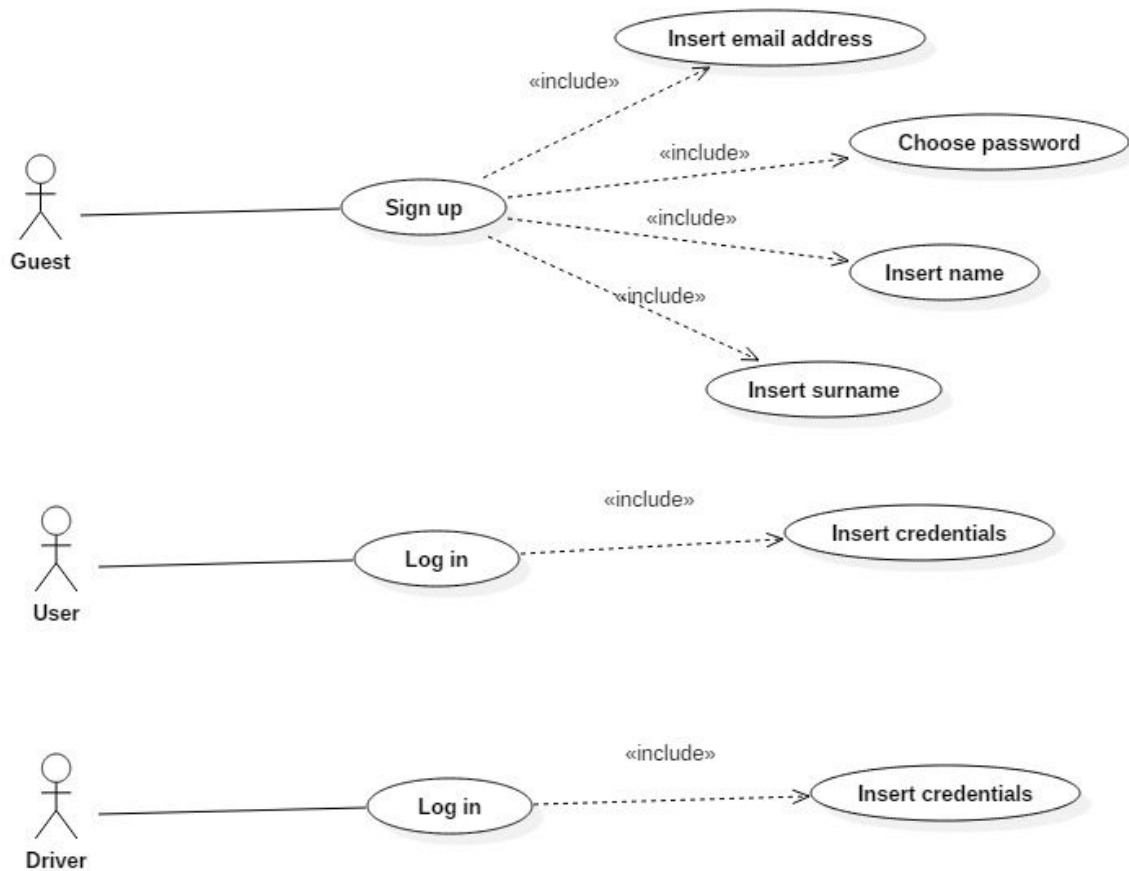 Insert email address
«include»
Choose password
«include»
Sign up
Guest
«include»
Insert name
«include»
Insert surname
«include»
Insert credentials
Log in
User
«include»
Insert credentials
Log in
Driver